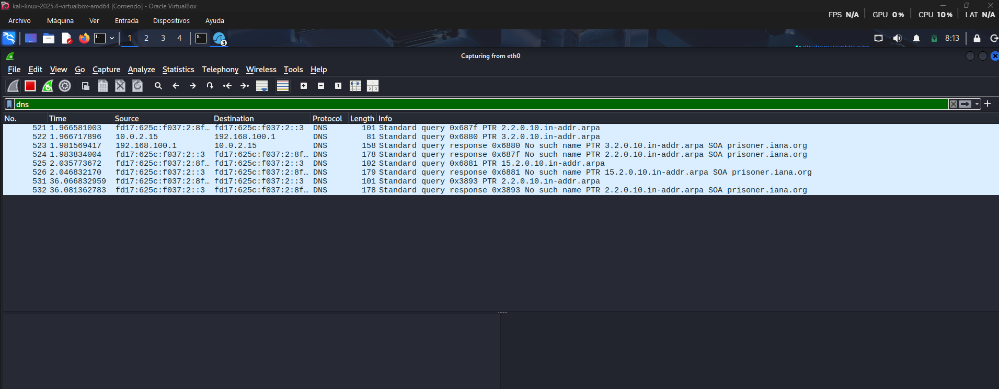 kali-linux-2025.4-virtualbox-amd64 [Corriendo] - Oracle VirtualBox
Archivo Máquina Ver Entrada Dispositivos Ayuda
FPS N/A GPU 0% CPU 10% LAT N/A
1 2 3 4 3 8:13
Capturing from eth0
File Edit View Go Capture Analyze Statistics Telephony Wireless Tools Help
dns
No. Time Source Destination Protocol Length Info
521 1.966581003 fd17:625c:f037:2:8f… fd17:625c:f037:2::3 DNS 101 Standard query 0x687f PTR 2.2.0.10.in-addr.arpa
522 1.966717896 10.0.2.15 192.168.100.1 DNS 81 Standard query 0x6880 PTR 3.2.0.10.in-addr.arpa
523 1.981569417 192.168.100.1 10.0.2.15 DNS 158 Standard query response 0x6880 No such name PTR 3.2.0.10.in-addr.arpa SOA prisoner.iana.org
524 1.983834004 fd17:625c:f037:2::3 fd17:625c:f037:2:8f… DNS 178 Standard query response 0x687f No such name PTR 2.2.0.10.in-addr.arpa SOA prisoner.iana.org
525 2.035773672 fd17:625c:f037:2:8f… fd17:625c:f037:2::3 DNS 102 Standard query 0x6881 PTR 15.2.0.10.in-addr.arpa
526 2.046832170 fd17:625c:f037:2::3 fd17:625c:f037:2:8f… DNS 179 Standard query response 0x6881 No such name PTR 15.2.0.10.in-addr.arpa SOA prisoner.iana.org
531 36.066832959 fd17:625c:f037:2:8f… fd17:625c:f037:2::3 DNS 101 Standard query 0x3893 PTR 2.2.0.10.in-addr.arpa
532 36.081362783 fd17:625c:f037:2::3 fd17:625c:f037:2:8f… DNS 178 Standard query response 0x3893 No such name PTR 2.2.0.10.in-addr.arpa SOA prisoner.iana.org